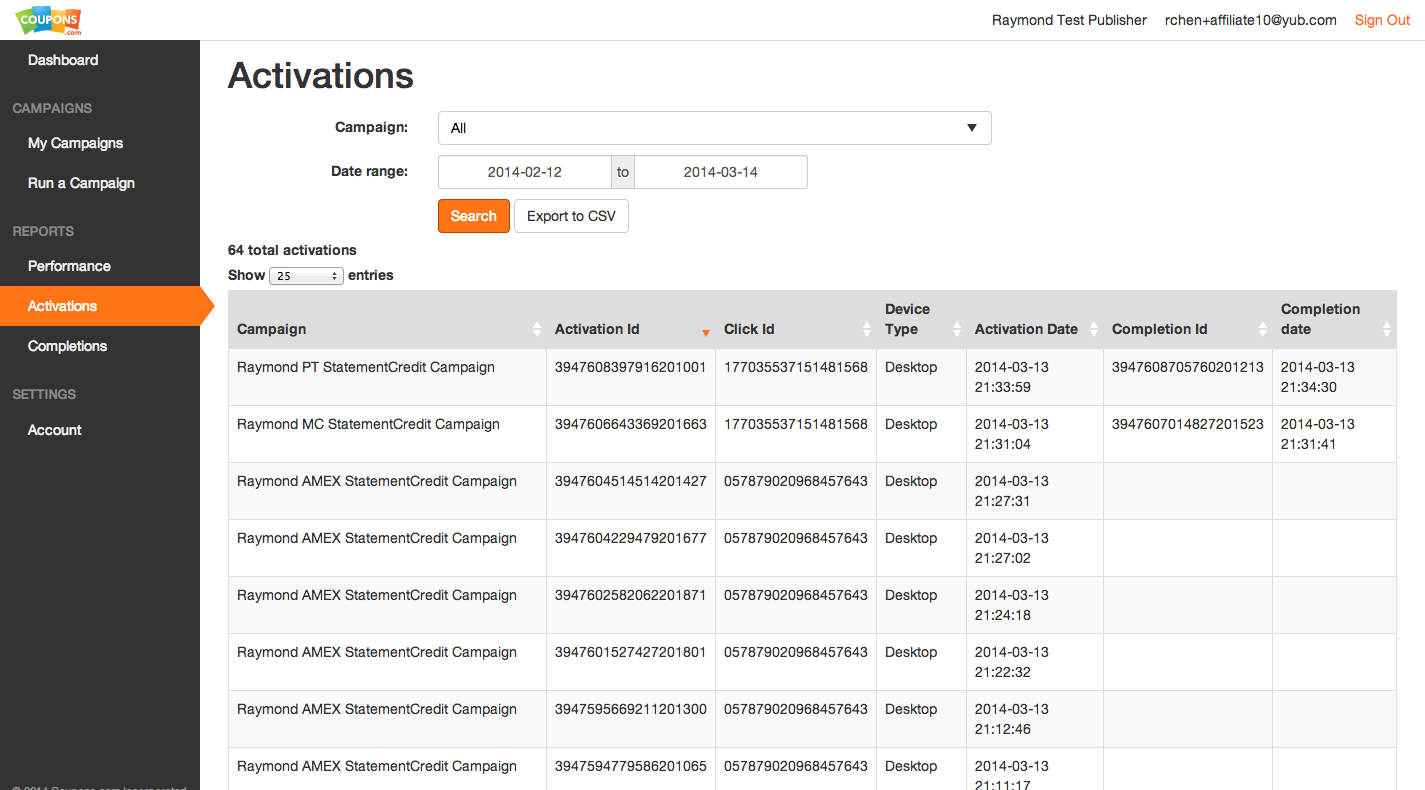 COUPONS
.com
Raymond Test Publisher rchen+affiliate10@yub.com Sign Out
Dashboard
CAMPAIGNS
My Campaigns
Run a Campaign
REPORTS
Performance
Activations
Completions
SETTINGS
Account
© 2014 Coupons.com Incorporated
Activations
Campaign: All
Date range: 2014-02-12 to 2014-03-14
Search Export to CSV
64 total activations
Show 25 entries
Campaign Activation Id Click Id Device Type Activation Date Completion Id Completion date
Raymond PT StatementCredit Campaign 3947608397916201001 177035537151481568 Desktop 2014-03-13 21:33:59 3947608705760201213 2014-03-13 21:34:30
Raymond MC StatementCredit Campaign 3947606643369201663 177035537151481568 Desktop 2014-03-13 21:31:04 3947607014827201523 2014-03-13 21:31:41
Raymond AMEX StatementCredit Campaign 3947604514514201427 057879020968457643 Desktop 2014-03-13 21:27:31
Raymond AMEX StatementCredit Campaign 3947604229479201677 057879020968457643 Desktop 2014-03-13 21:27:02
Raymond AMEX StatementCredit Campaign 3947602582062201871 057879020968457643 Desktop 2014-03-13 21:24:18
Raymond AMEX StatementCredit Campaign 3947601527427201801 057879020968457643 Desktop 2014-03-13 21:22:32
Raymond AMEX StatementCredit Campaign 3947595669211201300 057879020968457643 Desktop 2014-03-13 21:12:46
Raymond AMEX StatementCredit Campaign 3947594779586201065 057879020968457643 Desktop 2014-03-13 21:11:17